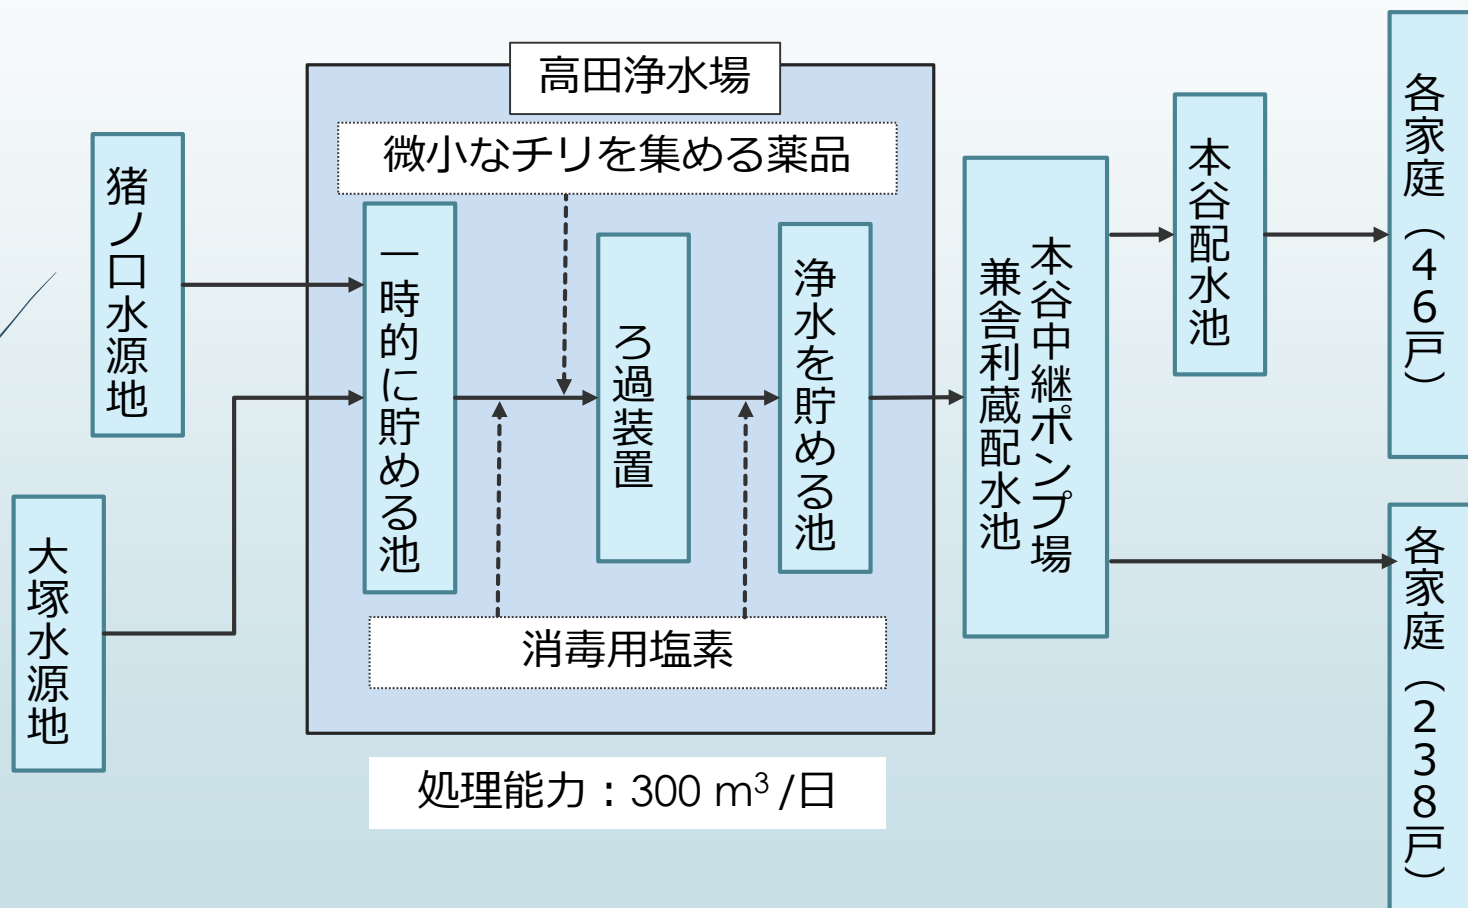 高田浄水場
微小なチリを集める薬品
猪ノ口水源地
大塚水源地
一時的に貯める池
ろ過装置
浄水を貯める池
消毒用塩素
処理能力：300 m³/日
本谷中継ポンプ場
兼舎利蔵配水池
本谷配水池
各家庭（４６戸）
各家庭（２３８戸）